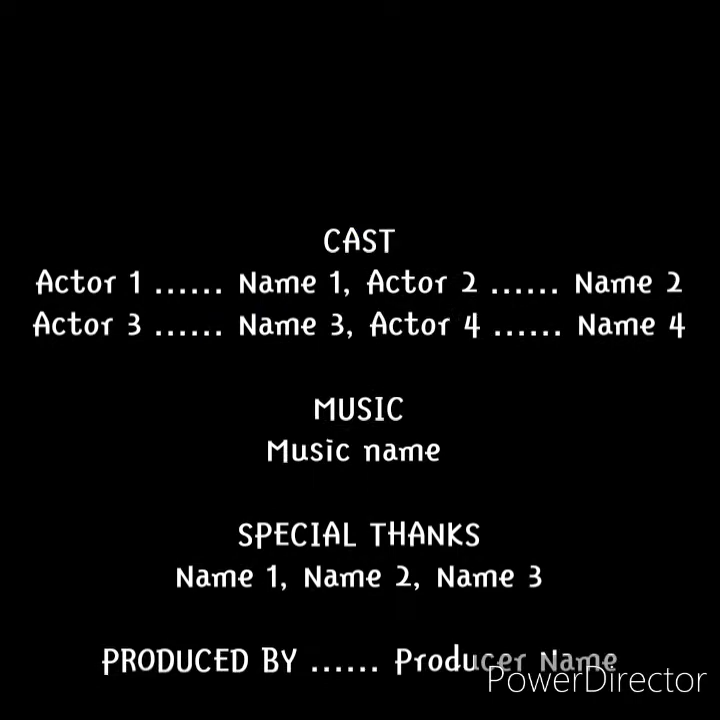 CAST
Actor 1 ...... Name 1, Actor 2 ...... Name 2
Actor 3 ...... Name 3, Actor 4 ...... Name 4
MUSIC
Music name
SPECIAL THANKS
Name 1, Name 2, Name 3
PRODUCED BY ...... Producer Name
PowerDirector